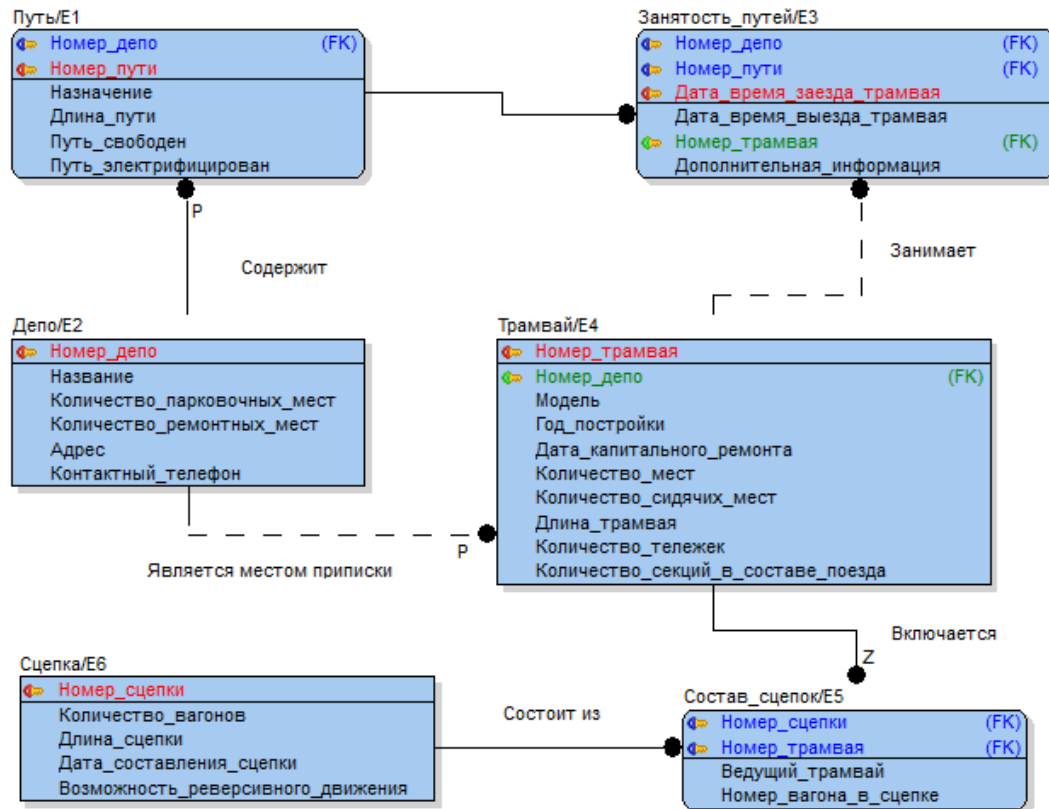 Путь/E1
Номер_депо (FK)
Номер_пути
Назначение
Длина_пути
Путь_свободен
Путь_электрифицирован
P
Занятость_путей/E3
Номер_депо (FK)
Номер_пути (FK)
Дата_время_заезда_трамвая
Дата_время_выезда_трамвая
Номер_трамвая (FK)
Дополнительная_информация
Содержит
Занимает
Депо/E2
Номер_депо
Название
Количество_парковочных_мест
Количество_ремонтных_мест
Адрес
Контактный_телефон
Трамвай/E4
Номер_трамвая
Номер_депо (FK)
Модель
Год_постройки
Дата_капитального_ремонта
Количество_мест
Количество_сидячих_мест
Длина_трамвая
Количество_тележек
Количество_секций_в_составе_поезда
P
Является местом приписки
Включается
Z
Сцепка/E6
Номер_сцепки
Количество_вагонов
Длина_сцепки
Дата_составления_сцепки
Возможность_реверсивного_движения
Состоит из
Состав_сцепок/E5
Номер_сцепки (FK)
Номер_трамвая (FK)
Ведущий_трамвай
Номер_вагона_в_сцепке